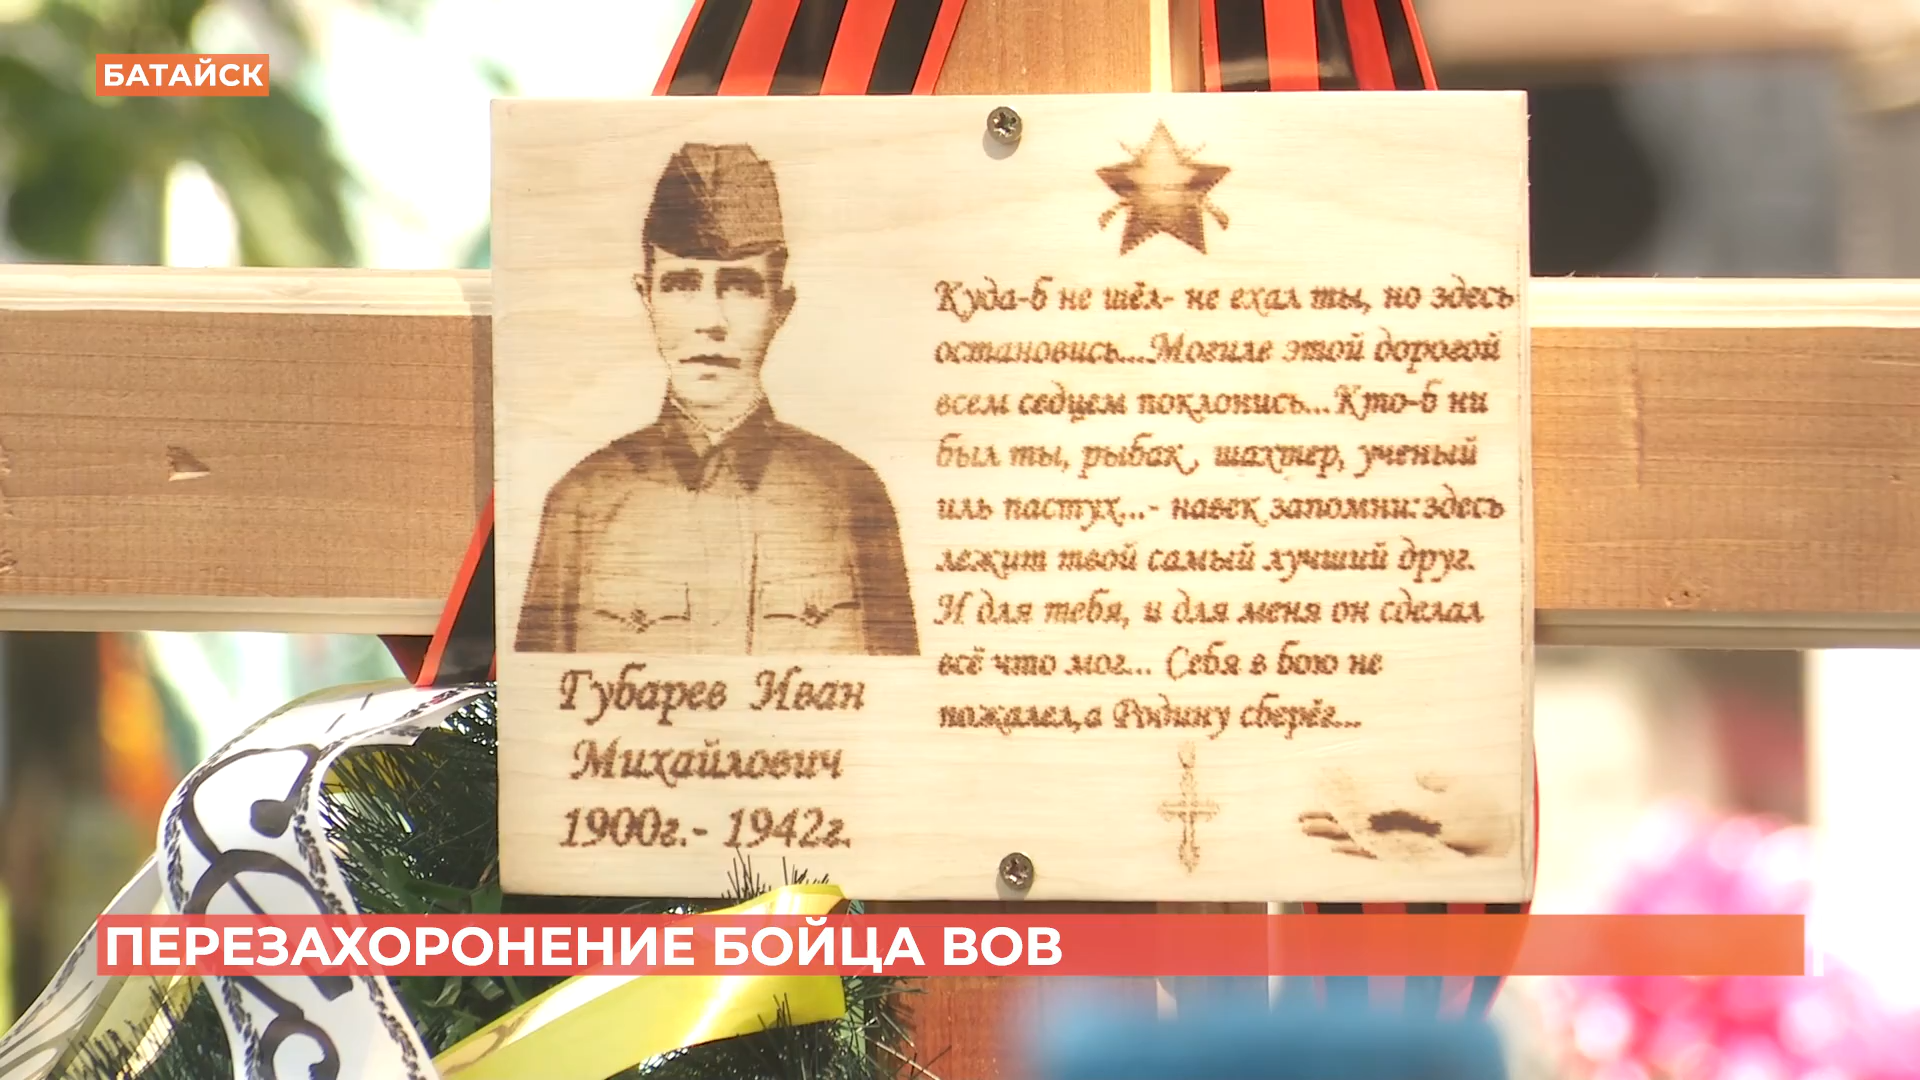 БАТАЙСК
Куда-б не шёл- не ехал ты, но здесь
остановись...Могиле этой дорогой
всем седцем поклонись...Кто-б ни
был ты, рыбак, шахтер, ученый
иль пастух...- навек запомни:здесь
лежит твой самый лучший друг.
И для тебя, и для меня он сделал
всё что мог... Себя в бою не
пожалел,а Родину сберёг...
Губарев Иван
Михайлович
1900г.- 1942г.
ПЕРЕЗАХОРОНЕНИЕ БОЙЦА ВОВ